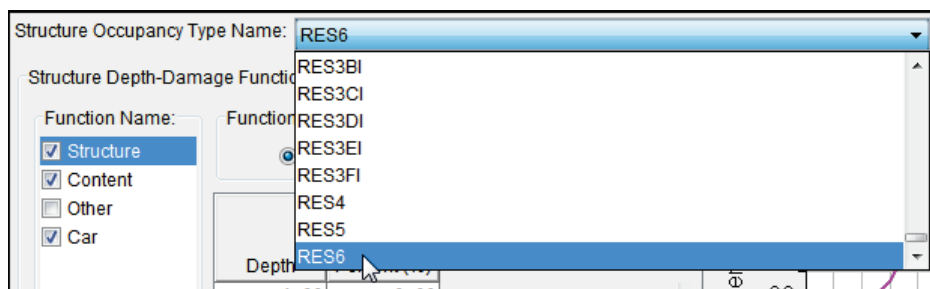 Structure Occupancy Type Name: RES6
RES3BI
Structure Depth-Damage Functio
RES3CI
Function Name: Function
RES3DI
Structure
RES3EI
Content
RES3FI
Other
RES4
Car
RES5
RES6
Depth